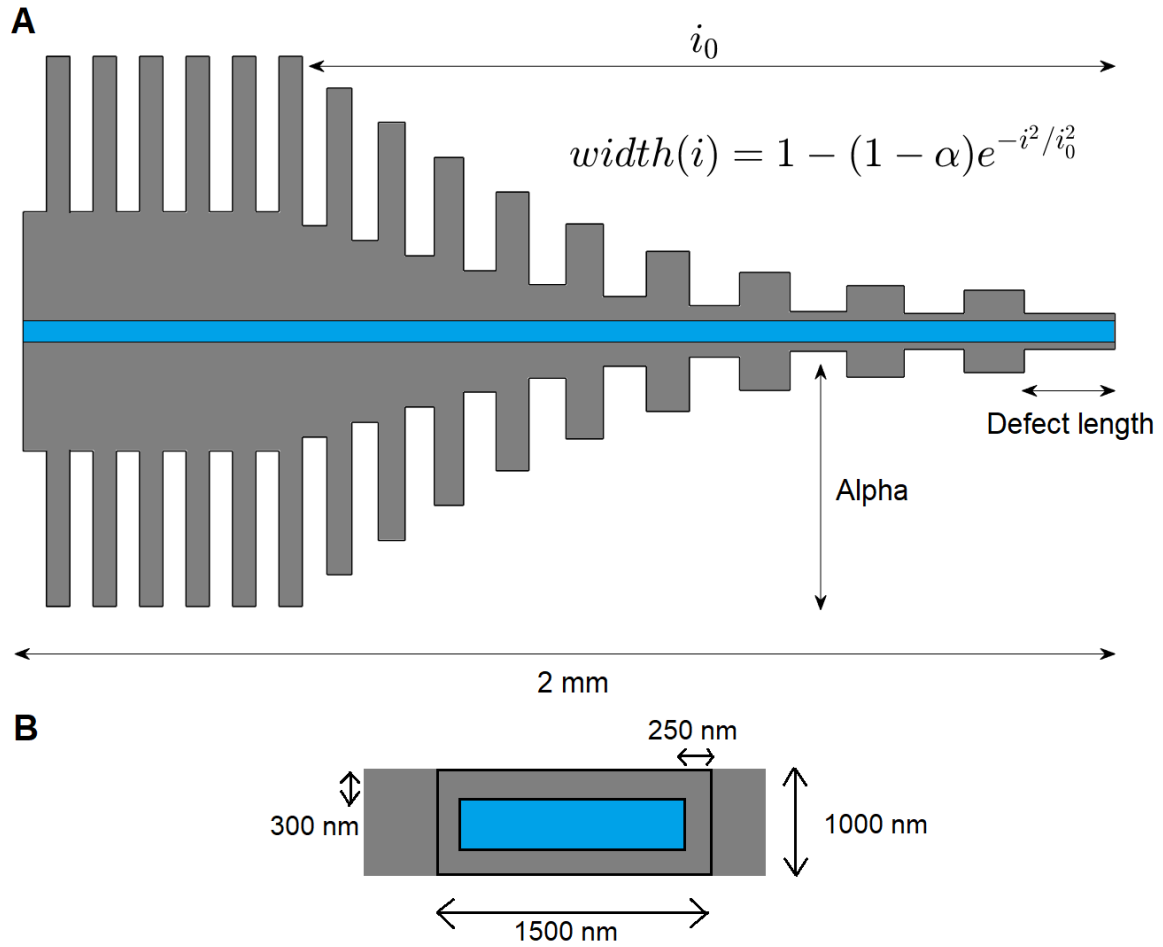 A
i₀
width(i) = 1 − (1 − α)e^{−i²/i₀²}
Defect length
Alpha
2 mm
B
250 nm
300 nm
1000 nm
1500 nm